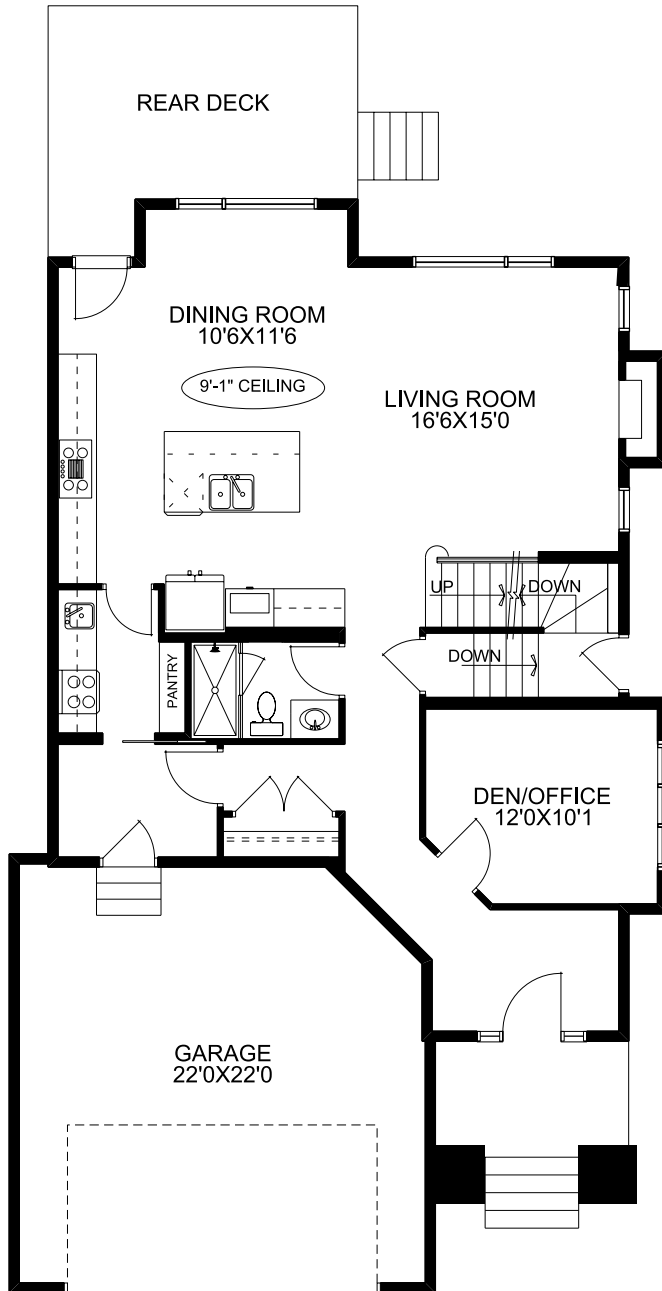 REAR DECK
DINING ROOM
10'6X11'6
9'-1" CEILING
LIVING ROOM
16'6X15'0
UP
DOWN
DOWN
PANTRY
DEN/OFFICE
12'0X10'1
GARAGE
22'0X22'0